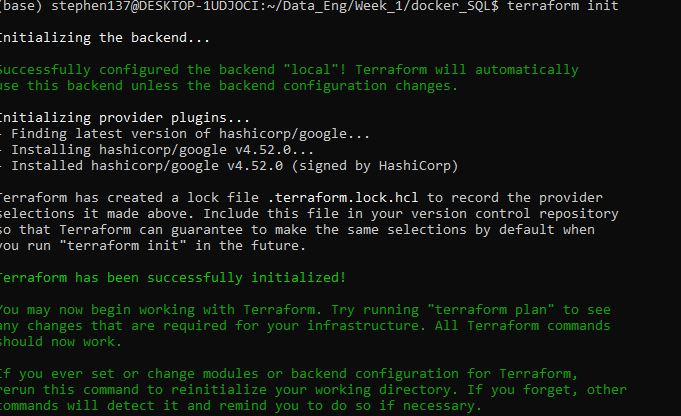 (base) stephen137@DESKTOP-1UDJOCI:~/Data_Eng/Week_1/docker_SQL$ terraform init
Initializing the backend...
Successfully configured the backend "local"! Terraform will automatically
use this backend unless the backend configuration changes.
Initializing provider plugins...
- Finding latest version of hashicorp/google...
- Installing hashicorp/google v4.52.0...
- Installed hashicorp/google v4.52.0 (signed by HashiCorp)
Terraform has created a lock file .terraform.lock.hcl to record the provider
selections it made above. Include this file in your version control repository
so that Terraform can guarantee to make the same selections by default when
you run "terraform init" in the future.
Terraform has been successfully initialized!
You may now begin working with Terraform. Try running "terraform plan" to see
any changes that are required for your infrastructure. All Terraform commands
should now work.
If you ever set or change modules or backend configuration for Terraform,
rerun this command to reinitialize your working directory. If you forget, other
commands will detect it and remind you to do so if necessary.